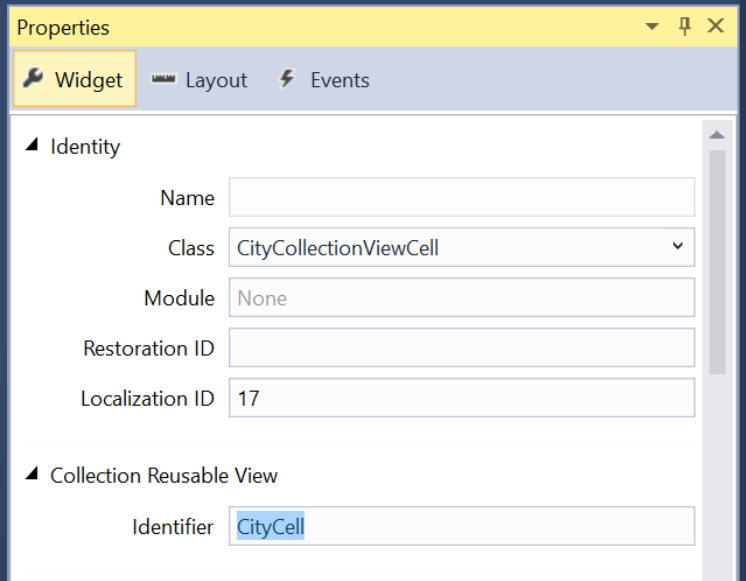 Properties
Widget Layout Events
Identity
Name
Class CityCollectionViewCell
Module None
Restoration ID
Localization ID 17
Collection Reusable View
Identifier CityCell